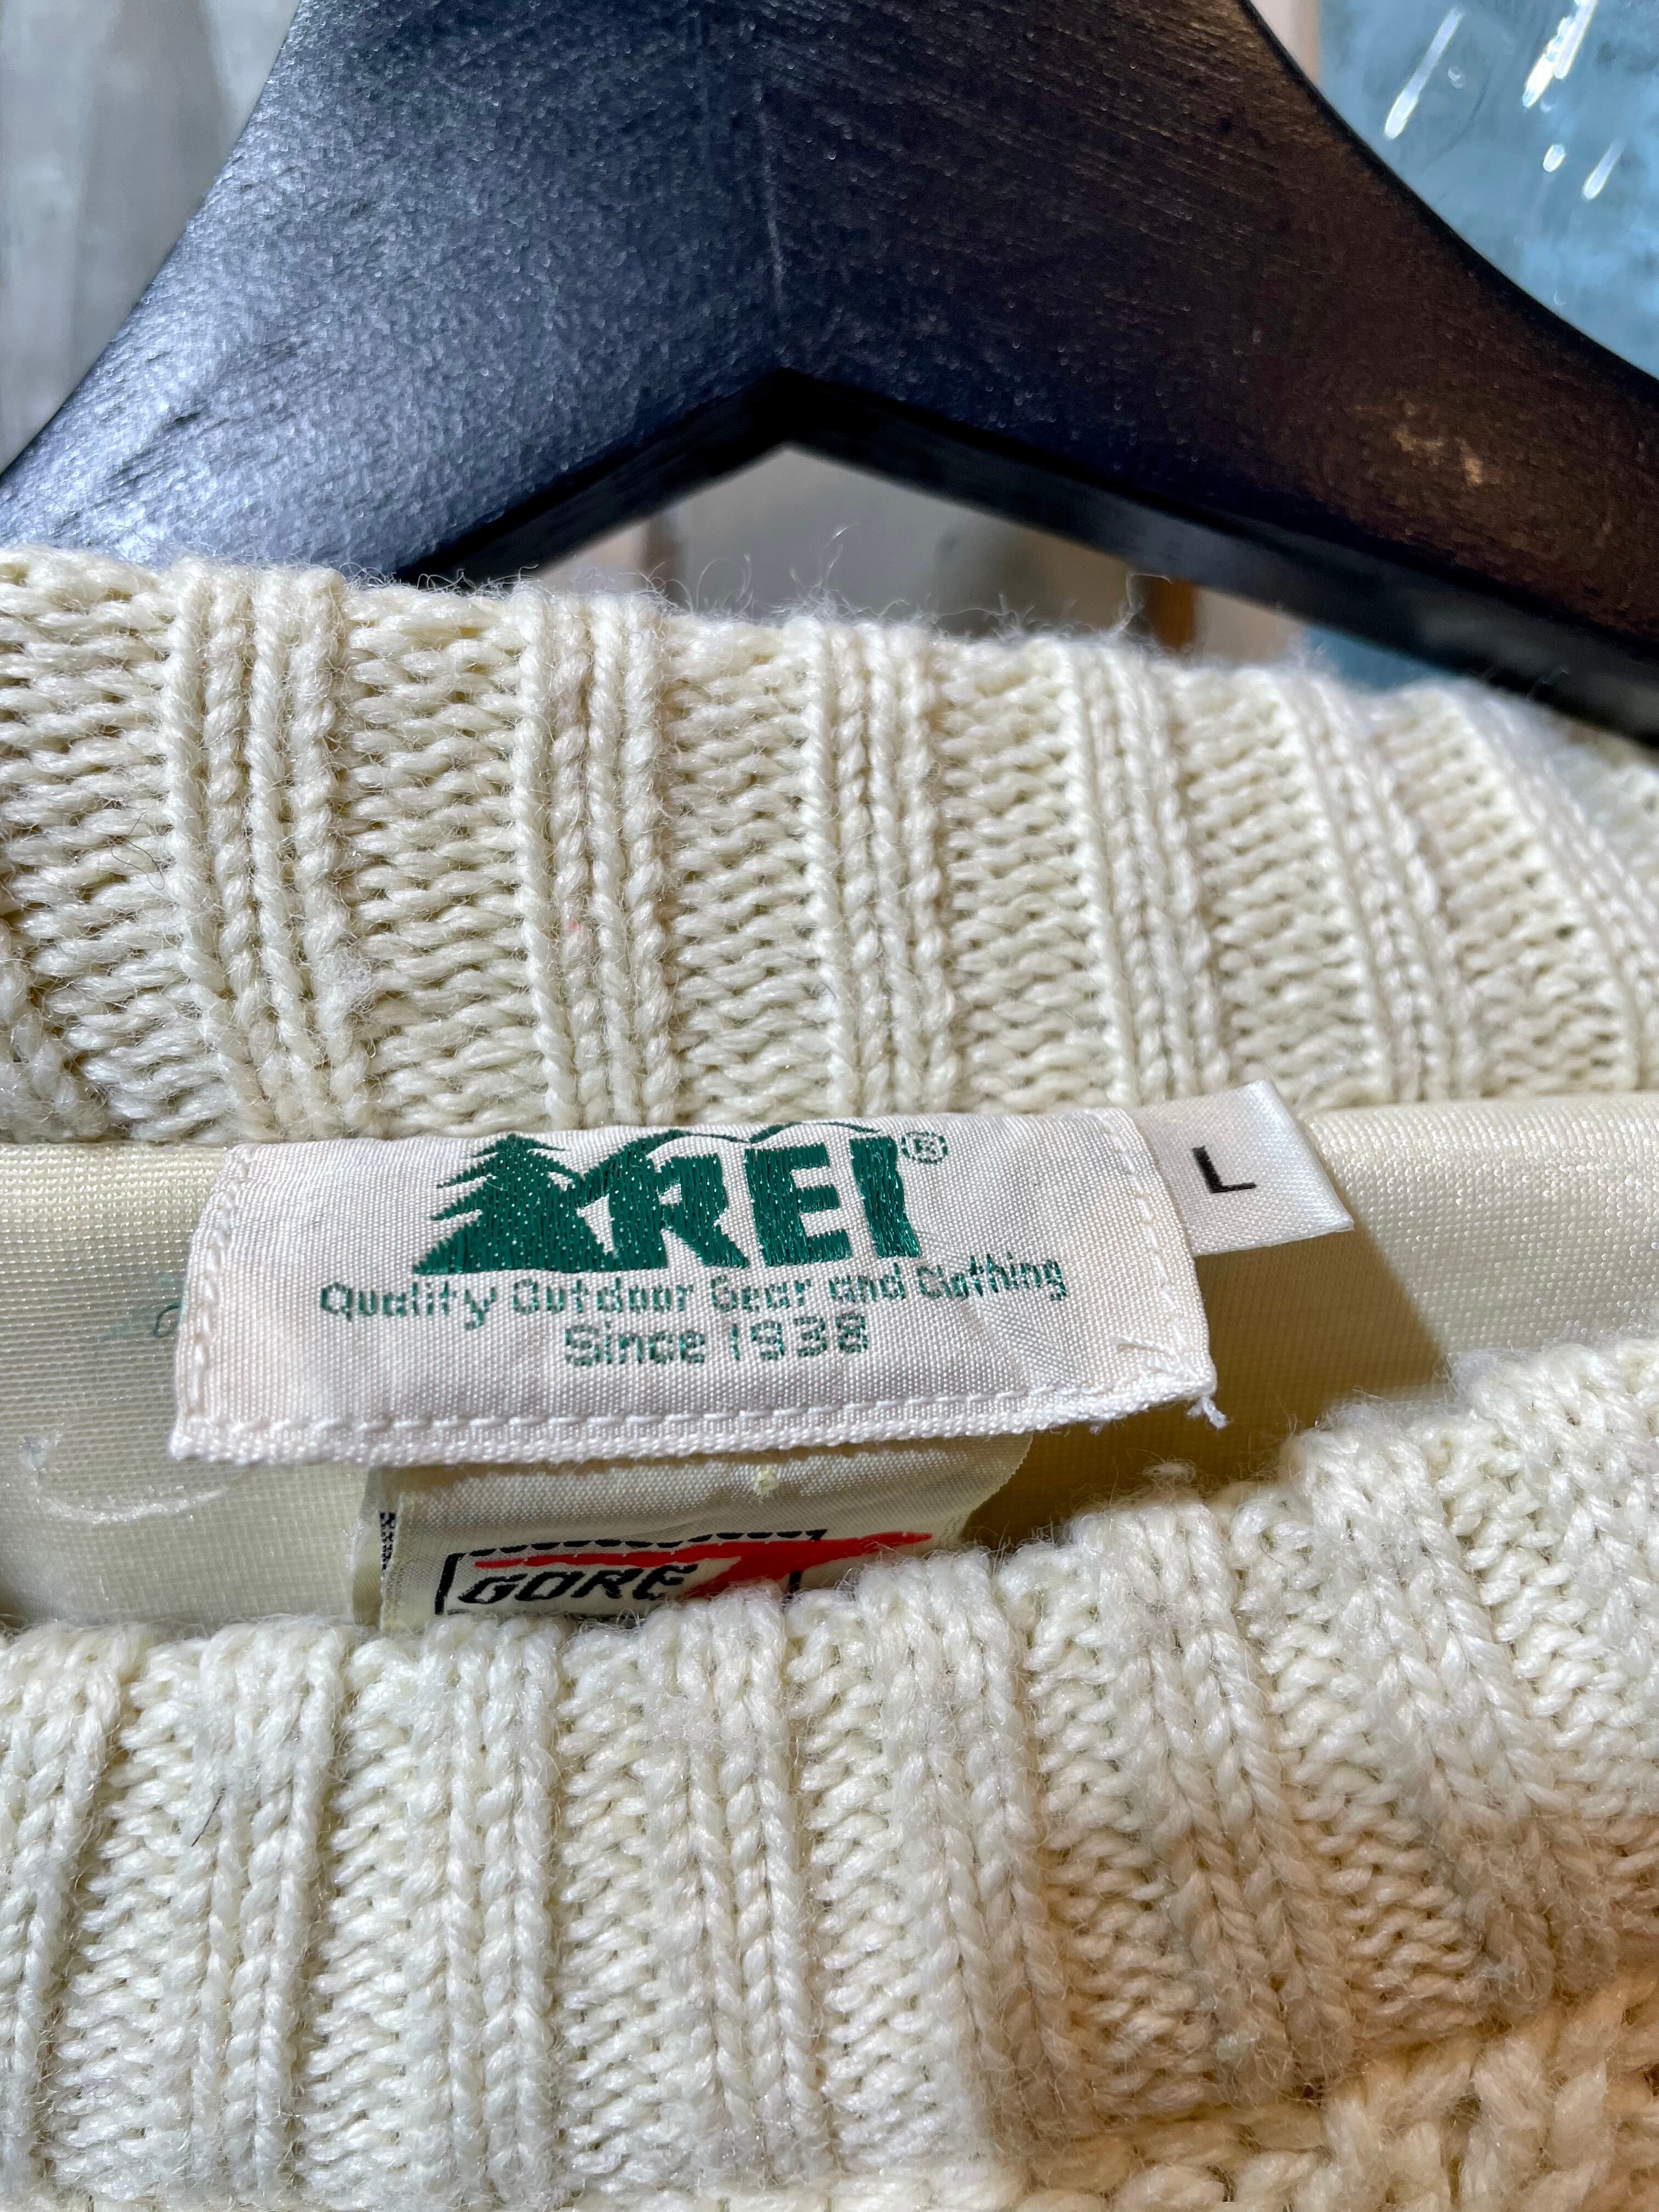 REI®
L
Quality Outdoor Gear and Clothing
Since 1938
GORE